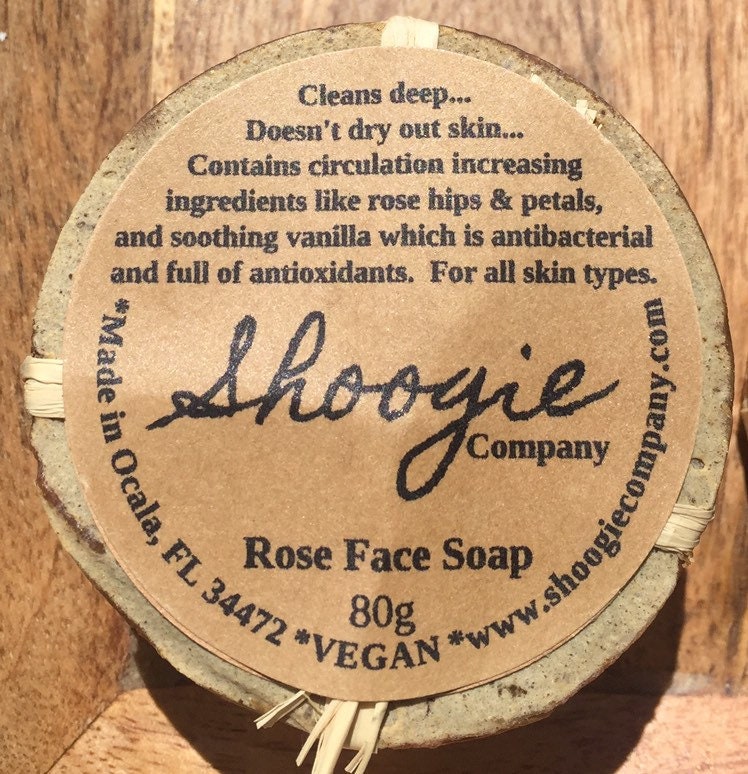 Cleans deep...
Doesn't dry out skin...
Contains circulation increasing
ingredients like rose hips & petals,
and soothing vanilla which is antibacterial
and full of antioxidants. For all skin types.
Shoogie
Company
Rose Face Soap
80g
*Made in Ocala, FL 34472 *VEGAN *www.shoogiecompany.com